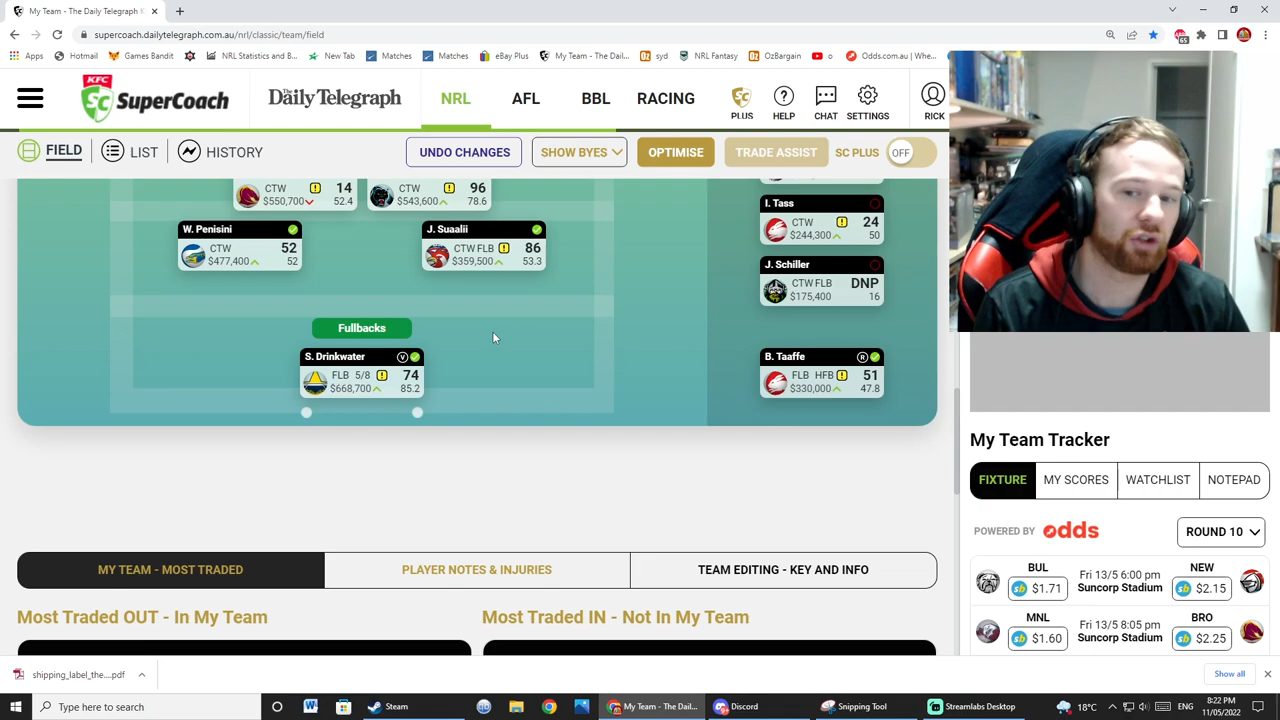 My Team - The Daily Telegraph K
supercoach.dailytelegraph.com.au/nrl/classic/team/field
65
Apps
Hotmail
Games Bandit
NRL Statistics and B...
New Tab
Matches
Matches
eBay Plus
My Team - The Dail...
syd
NRL Fantasy
OzBargain
o
Odds.com.au | Whe...
KFC
SC SuperCoach
The Daily Telegraph
NRL
AFL
BBL
RACING
SC
PLUS
HELP
CHAT
SETTINGS
RICK
FIELD
LIST
HISTORY
UNDO CHANGES
SHOW BYES
OPTIMISE
TRADE ASSIST
SC PLUS
OFF
CTW 14
$550,700 52.4
CTW 96
$543,600 78.6
W. Penisini
CTW 52
$477,400 52
J. Suaalii
CTW FLB 86
$359,500 53.3
I. Tass
CTW 24
$244,300 50
J. Schiller
CTW FLB DNP
$175,400 16
Fullbacks
S. Drinkwater V
FLB 5/8 74
$668,700 85.2
B. Taaffe R
FLB HFB 51
$330,000 47.8
MY TEAM - MOST TRADED
PLAYER NOTES & INJURIES
TEAM EDITING - KEY AND INFO
Most Traded OUT - In My Team
Most Traded IN - Not In My Team
My Team Tracker
FIXTURE
MY SCORES
WATCHLIST
NOTEPAD
POWERED BY odds
ROUND 10
BUL
sb $1.71
Fri 13/5 6:00 pm
Suncorp Stadium
NEW
sb $2.15
MNL
sb $1.60
Fri 13/5 8:05 pm
Suncorp Stadium
BRO
sb $2.25
shipping_label_the....pdf
Show all
Type here to search
Steam
My Team - The Dail...
Discord
Snipping Tool
Streamlabs Desktop
18°C
ENG
8:22 PM
11/05/2022